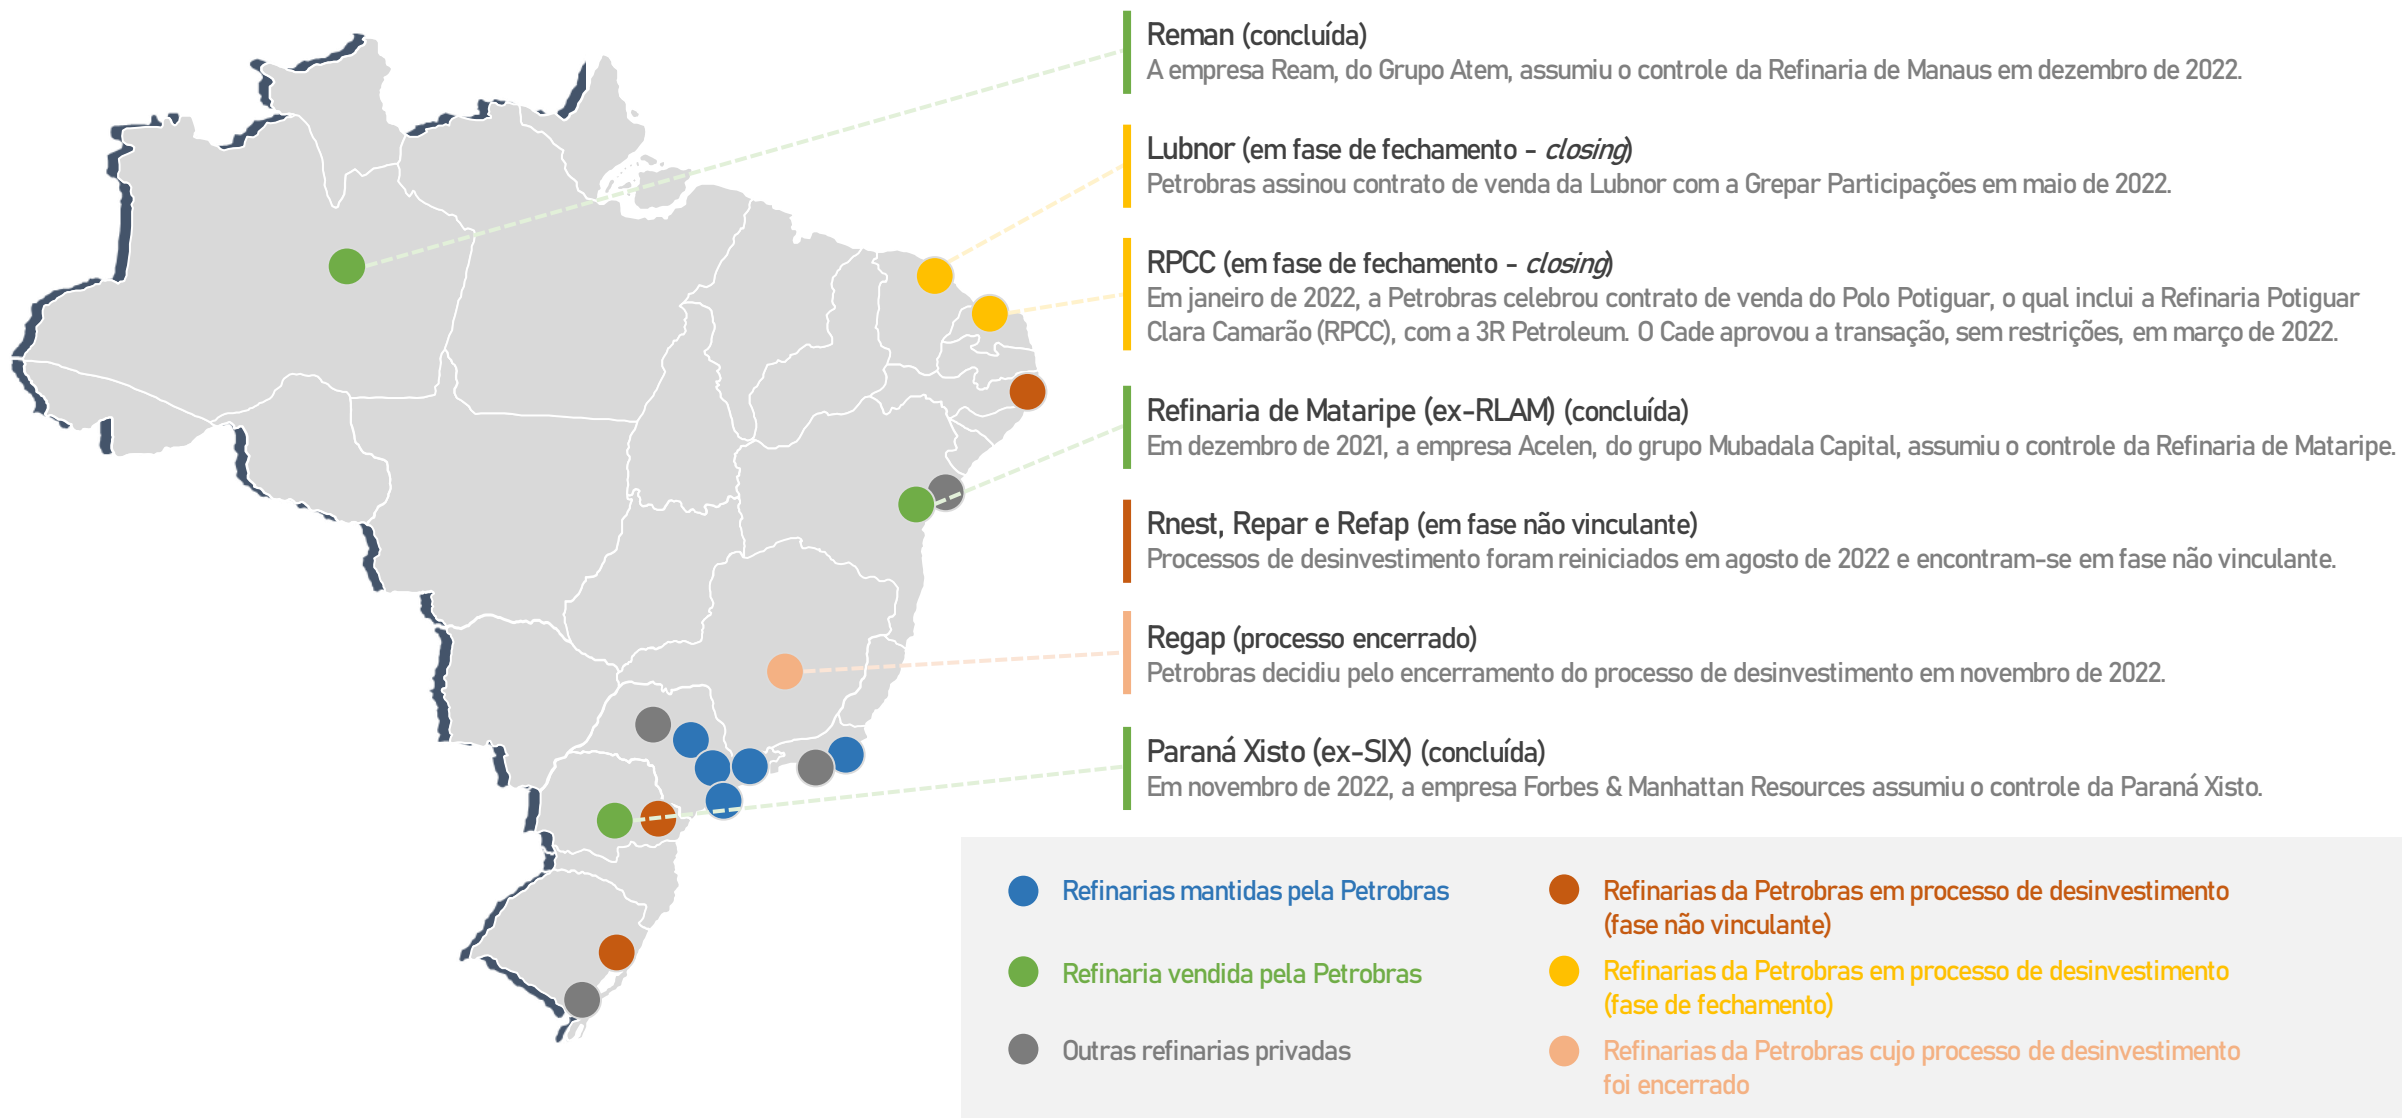 Reman (concluída)
A empresa Ream, do Grupo Atem, assumiu o controle da Refinaria de Manaus em dezembro de 2022.
Lubnor (em fase de fechamento - closing)
Petrobras assinou contrato de venda da Lubnor com a Grepar Participações em maio de 2022.
RPCC (em fase de fechamento - closing)
Em janeiro de 2022, a Petrobras celebrou contrato de venda do Polo Potiguar, o qual inclui a Refinaria Potiguar
Clara Camarão (RPCC), com a 3R Petroleum. O Cade aprovou a transação, sem restrições, em março de 2022.
Refinaria de Mataripe (ex-RLAM) (concluída)
Em dezembro de 2021, a empresa Acelen, do grupo Mubadala Capital, assumiu o controle da Refinaria de Mataripe.
Rnest, Repar e Refap (em fase não vinculante)
Processos de desinvestimento foram reiniciados em agosto de 2022 e encontram-se em fase não vinculante.
Regap (processo encerrado)
Petrobras decidiu pelo encerramento do processo de desinvestimento em novembro de 2022.
Paraná Xisto (ex-SIX) (concluída)
Em novembro de 2022, a empresa Forbes & Manhattan Resources assumiu o controle da Paraná Xisto.
Refinarias mantidas pela Petrobras
Refinaria vendida pela Petrobras
Outras refinarias privadas
Refinarias da Petrobras em processo de desinvestimento
(fase não vinculante)
Refinarias da Petrobras em processo de desinvestimento
(fase de fechamento)
Refinarias da Petrobras cujo processo de desinvestimento
foi encerrado